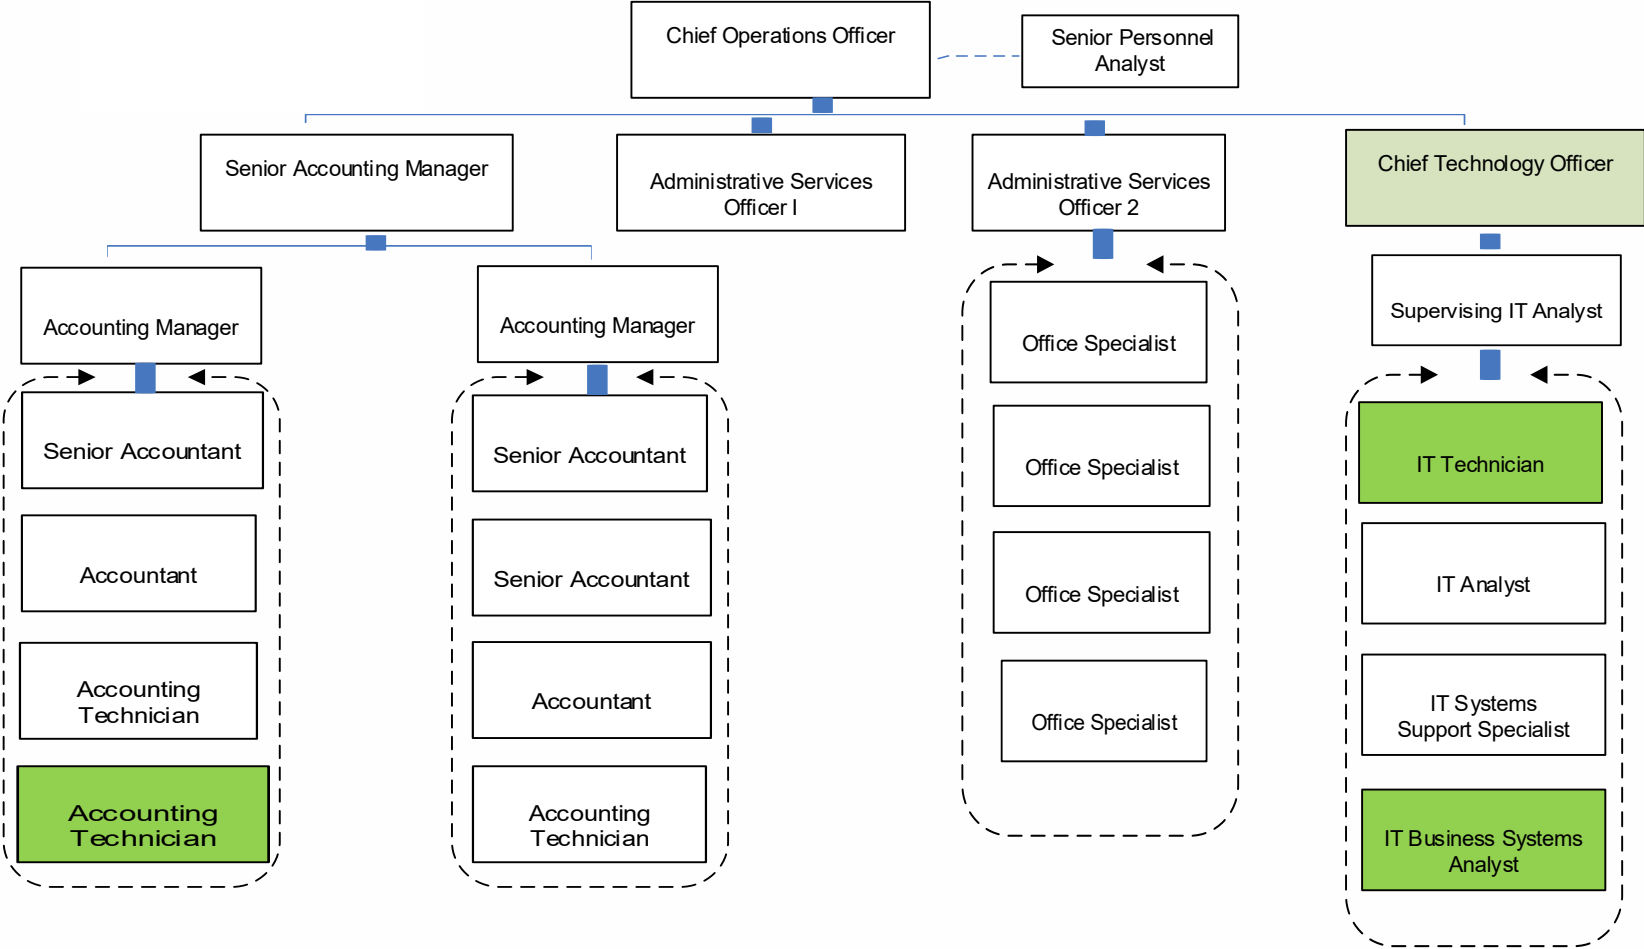 Chief Operations Officer
Senior Personnel
Analyst
Senior Accounting Manager
Administrative Services
Officer I
Administrative Services
Officer 2
Chief Technology Officer
Accounting Manager
Accounting Manager
Supervising IT Analyst
Senior Accountant
Accountant
Accounting
Technician
Accounting
Technician
Senior Accountant
Senior Accountant
Accountant
Accounting
Technician
Office Specialist
Office Specialist
Office Specialist
Office Specialist
IT Technician
IT Analyst
IT Systems
Support Specialist
IT Business Systems
Analyst